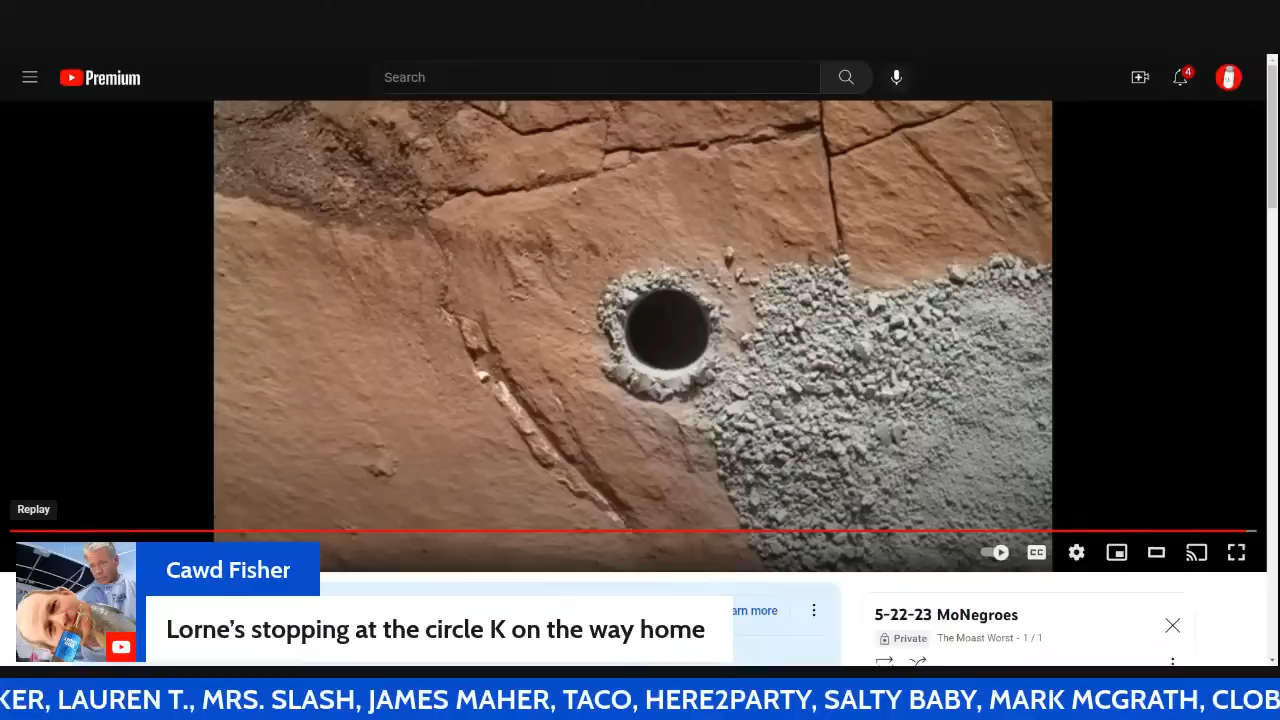 Premium
Search
4
Replay
CC
Cawd Fisher
Lorne's stopping at the circle K on the way home
arn more
5-22-23 MoNegroes
Private The Moast Worst - 1 / 1
KER, LAUREN T., MRS. SLASH, JAMES MAHER, TACO, HERE2PARTY, SALTY BABY, MARK MCGRATH, CLOB